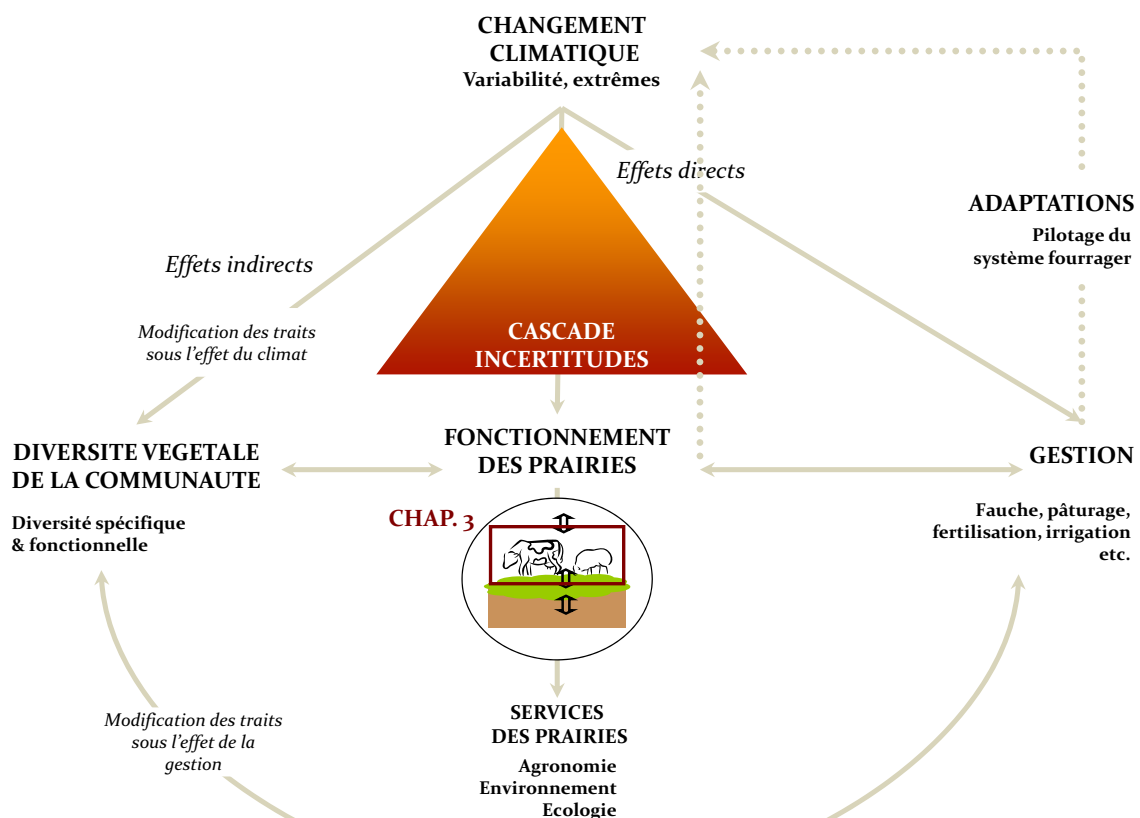 CHANGEMENT
CLIMATIQUE
Variabilité, extrêmes
Effets directs
ADAPTATIONS
Pilotage du
système fourrager
Effets indirects
Modification des traits
sous l'effet du climat
CASCADE
INCERTITUDES
DIVERSITE VEGETALE
DE LA COMMUNAUTE
Diversité spécifique
& fonctionnelle
FONCTIONNEMENT
DES PRAIRIES
GESTION
Fauche, pâturage,
fertilisation, irrigation
etc.
CHAP. 3
Modification des traits
sous l'effet de la
gestion
SERVICES
DES PRAIRIES
Agronomie
Environnement
Ecologie